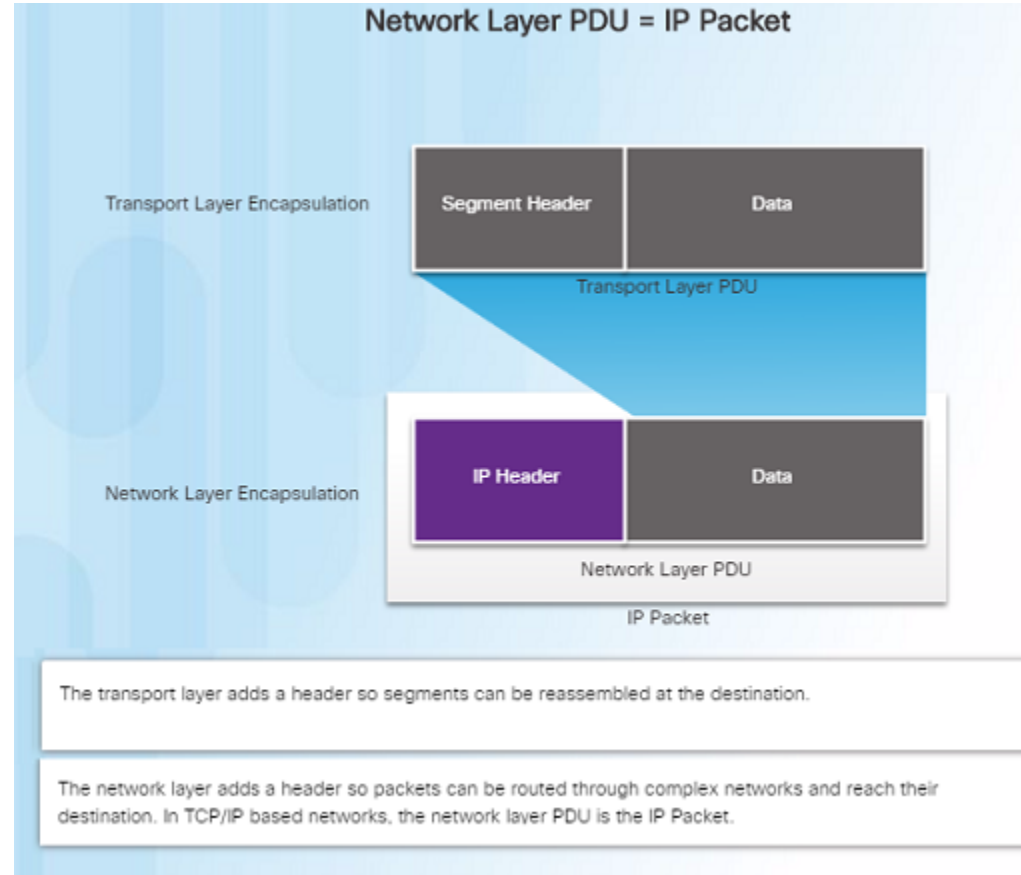 Network Layer PDU = IP Packet
Transport Layer Encapsulation
Segment Header
Data
Transport Layer PDU
Network Layer Encapsulation
IP Header
Data
Network Layer PDU
IP Packet
The transport layer adds a header so segments can be reassembled at the destination.
The network layer adds a header so packets can be routed through complex networks and reach their
destination. In TCP/IP based networks, the network layer PDU is the IP Packet.